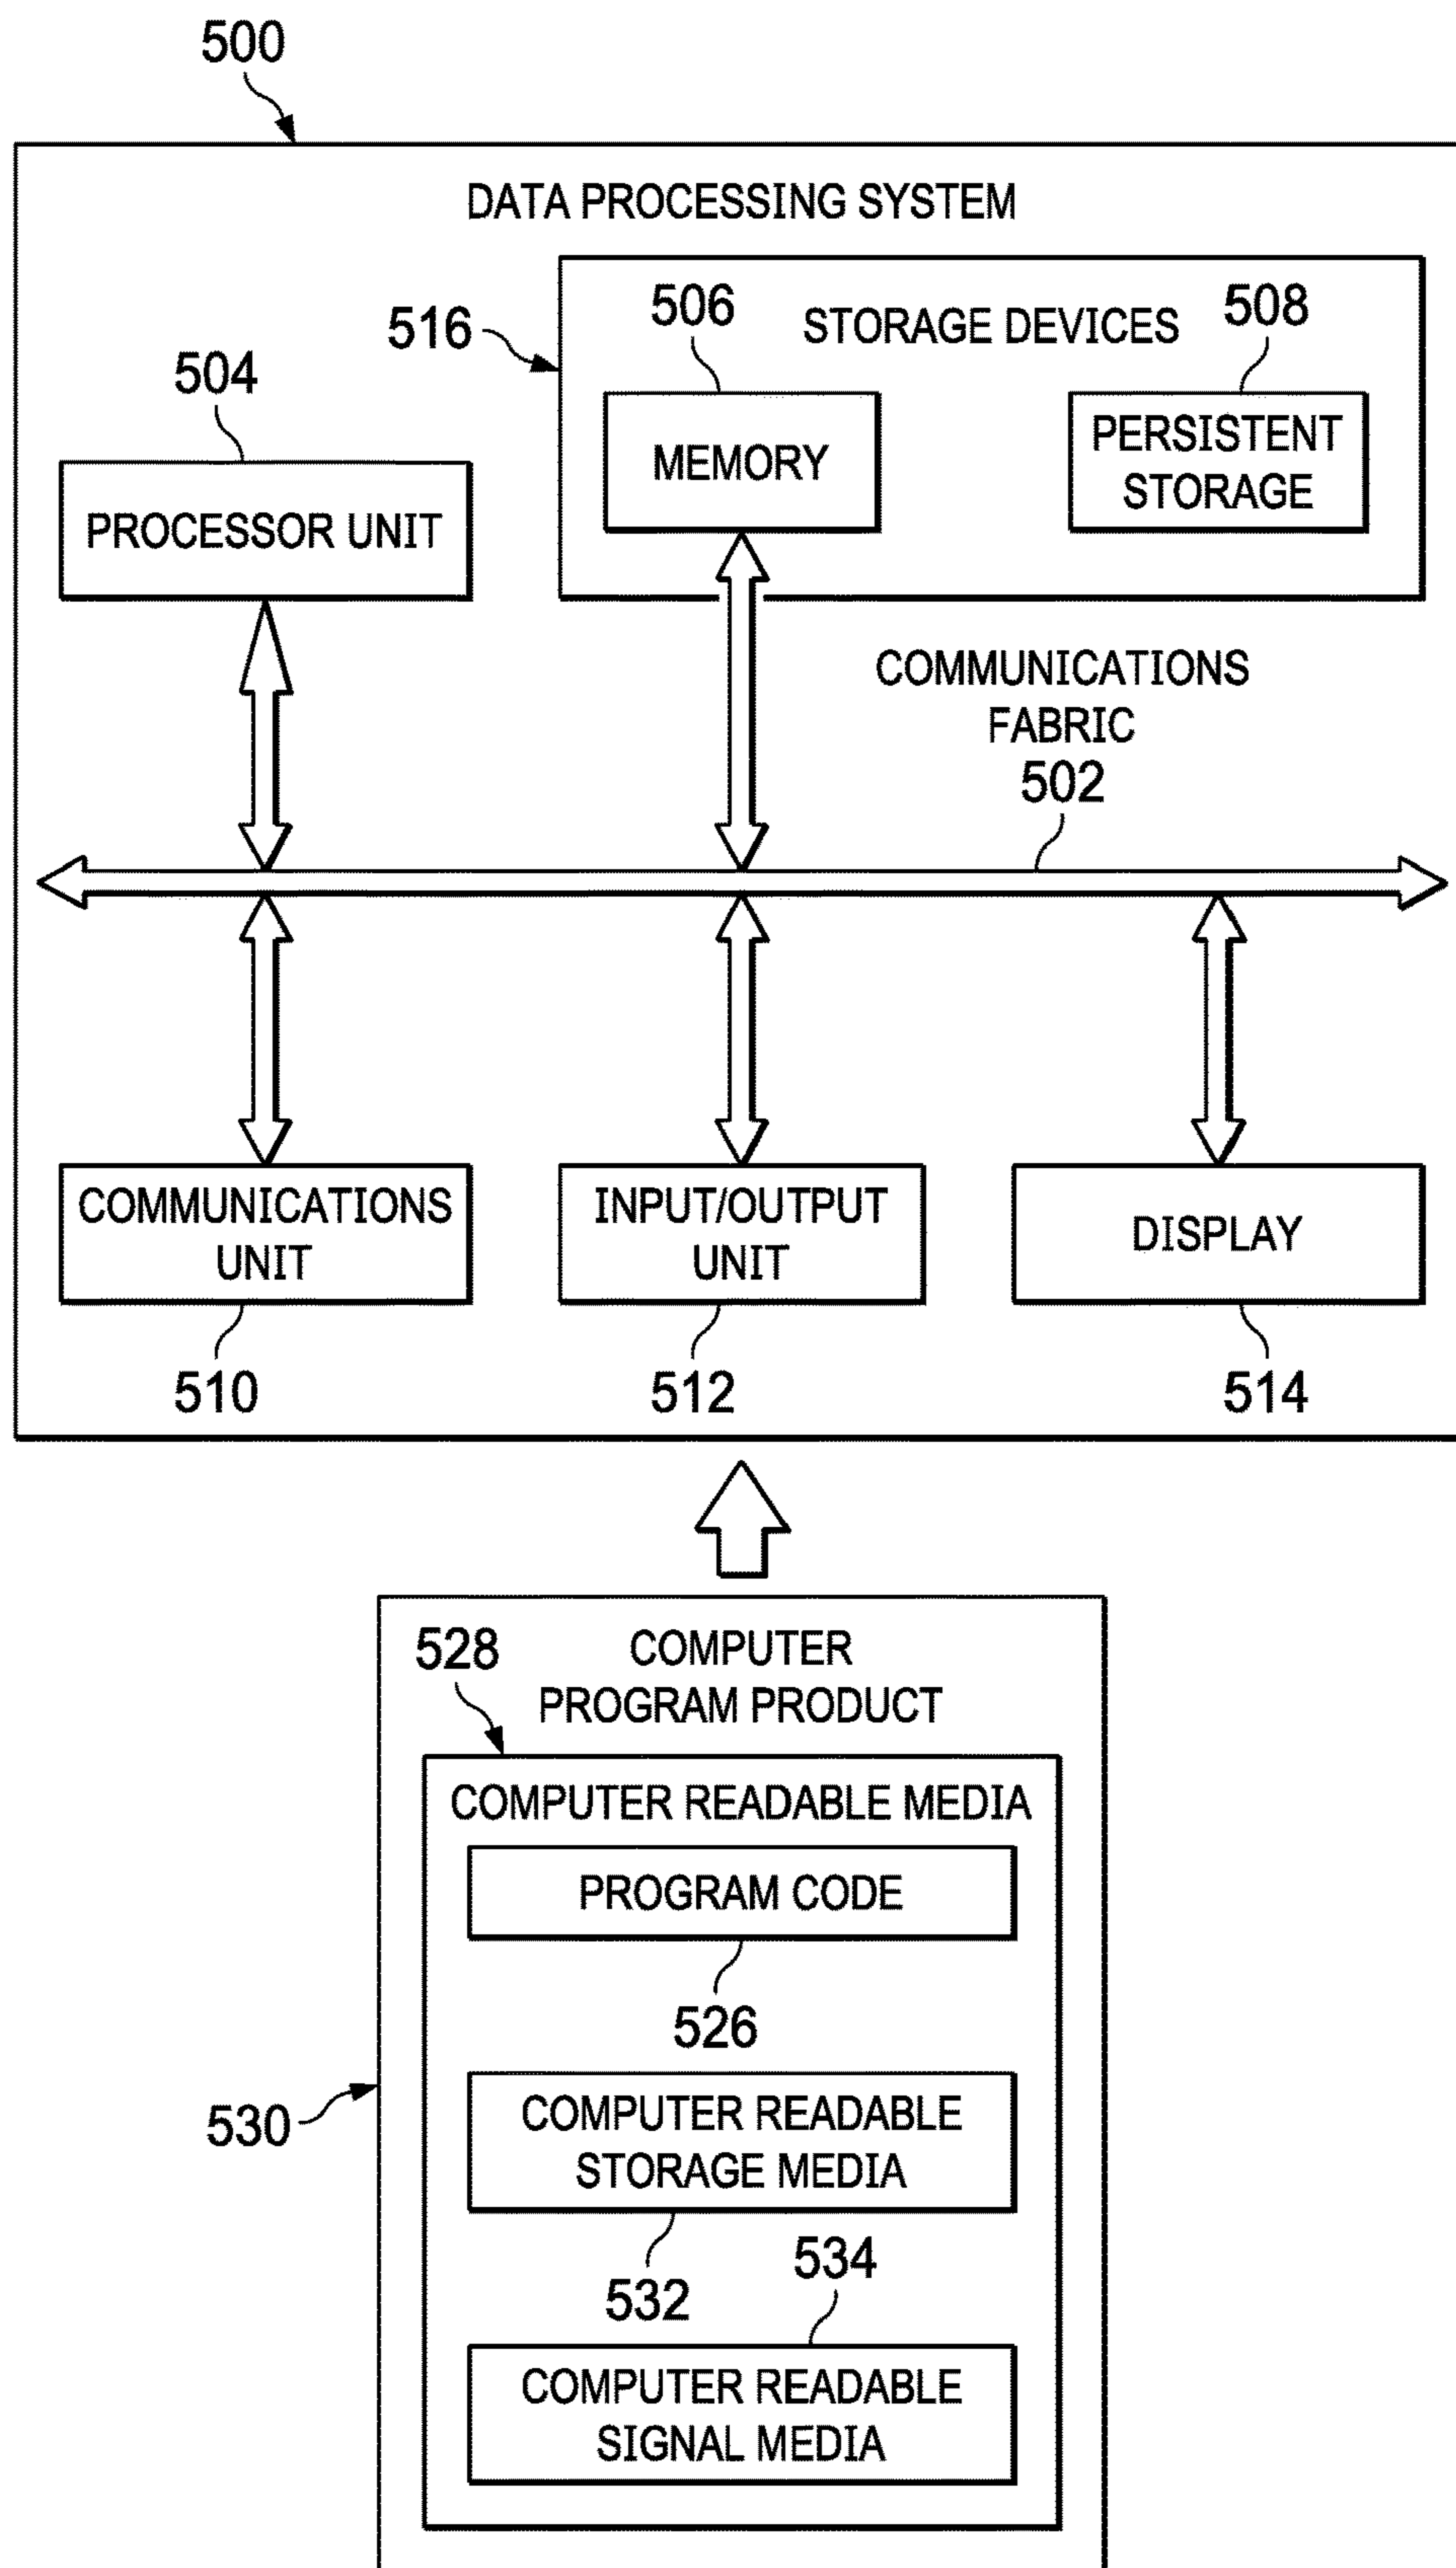 500
DATA PROCESSING SYSTEM
516
506
STORAGE DEVICES
508
504
MEMORY
PERSISTENT
STORAGE
PROCESSOR UNIT
COMMUNICATIONS
FABRIC
502
COMMUNICATIONS
UNIT
INPUT/OUTPUT
UNIT
DISPLAY
510
512
514
528
COMPUTER
PROGRAM PRODUCT
COMPUTER READABLE MEDIA
PROGRAM CODE
526
530
COMPUTER READABLE
STORAGE MEDIA
532
534
COMPUTER READABLE
SIGNAL MEDIA